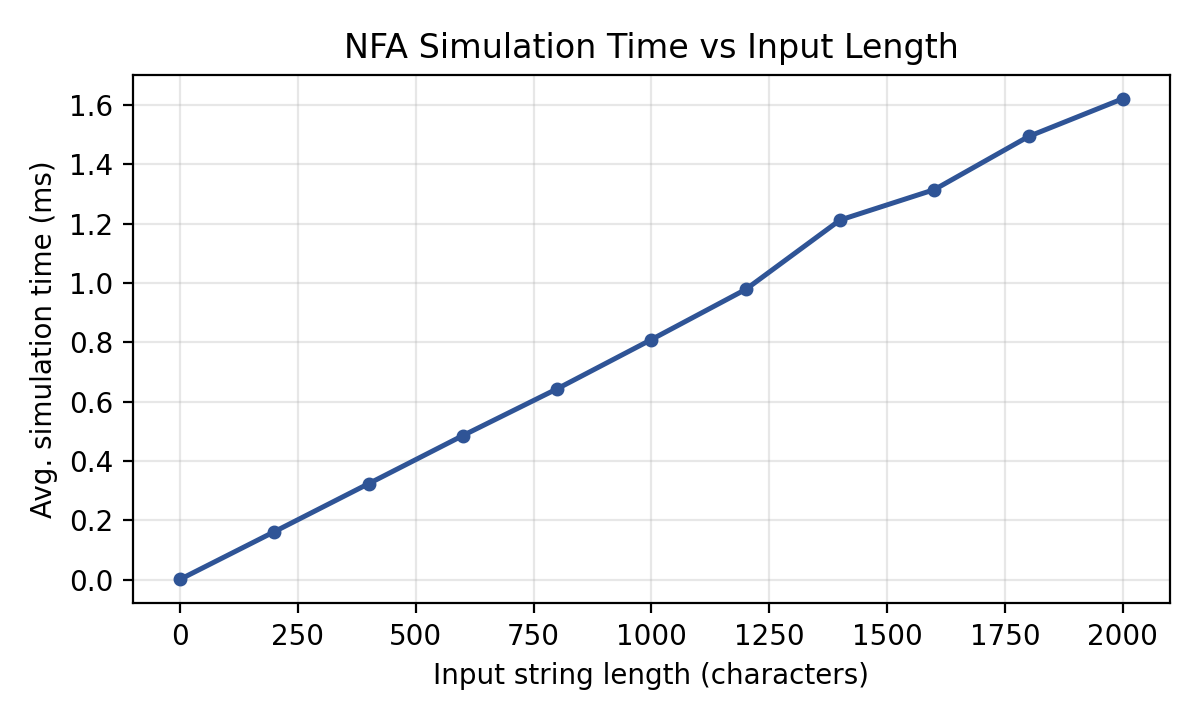 NFA Simulation Time vs Input Length
Avg. simulation time (ms)
1.6
1.4
1.2
1.0
0.8
0.6
0.4
0.2
0.0
0 250 500 750 1000 1250 1500 1750 2000
Input string length (characters)